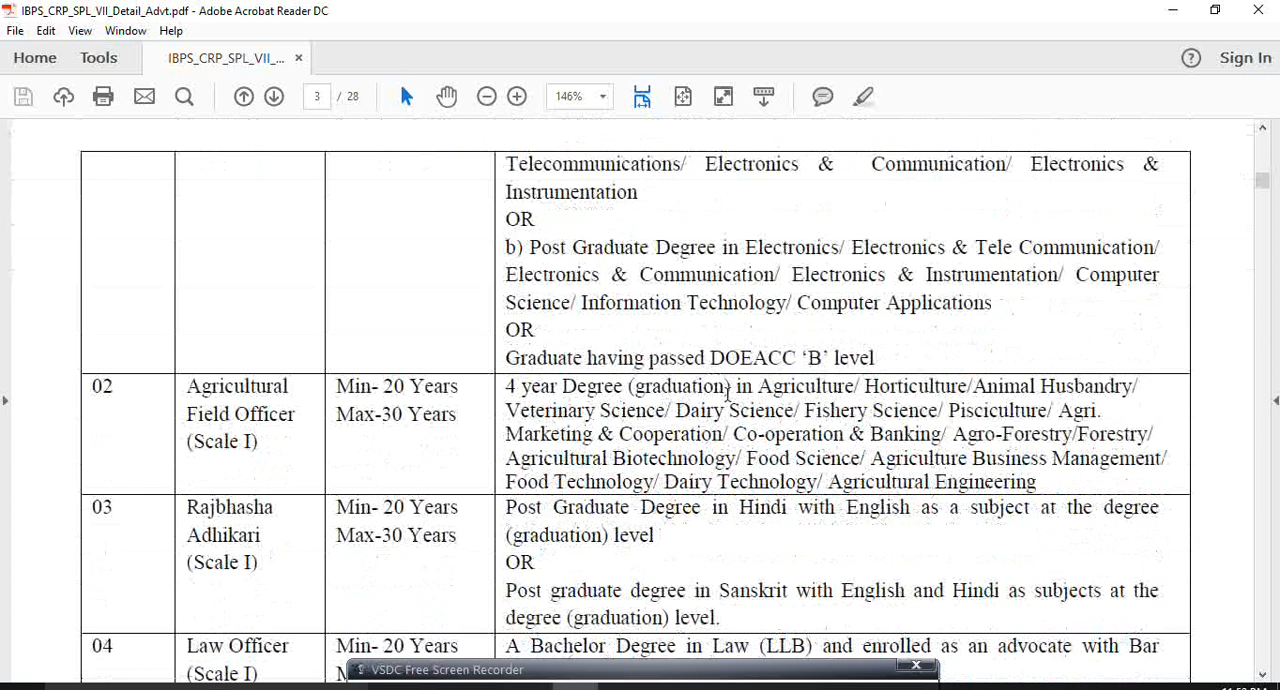 IBPS_CRP_SPL_VII_Detail_Advt.pdf - Adobe Acrobat Reader DC
File Edit View Window Help
Home Tools IBPS_CRP_SPL_VII_... × ? Sign In
3 / 28 146%
Telecommunications/ Electronics & Communication/ Electronics &
Instrumentation
OR
b) Post Graduate Degree in Electronics/ Electronics & Tele Communication/
Electronics & Communication/ Electronics & Instrumentation/ Computer
Science/ Information Technology/ Computer Applications
OR
Graduate having passed DOEACC ‘B’ level
02
Agricultural
Field Officer
(Scale I)
Min- 20 Years
Max-30 Years
4 year Degree (graduation) in Agriculture/ Horticulture/Animal Husbandry/
Veterinary Science/ Dairy Science/ Fishery Science/ Pisciculture/ Agri.
Marketing & Cooperation/ Co-operation & Banking/ Agro-Forestry/Forestry/
Agricultural Biotechnology/ Food Science/ Agriculture Business Management/
Food Technology/ Dairy Technology/ Agricultural Engineering
03
Rajbhasha
Adhikari
(Scale I)
Min- 20 Years
Max-30 Years
Post Graduate Degree in Hindi with English as a subject at the degree
(graduation) level
OR
Post graduate degree in Sanskrit with English and Hindi as subjects at the
degree (graduation) level.
04
Law Officer
(Scale I)
Min- 20 Years
A Bachelor Degree in Law (LLB) and enrolled as an advocate with Bar
VSDC Free Screen Recorder